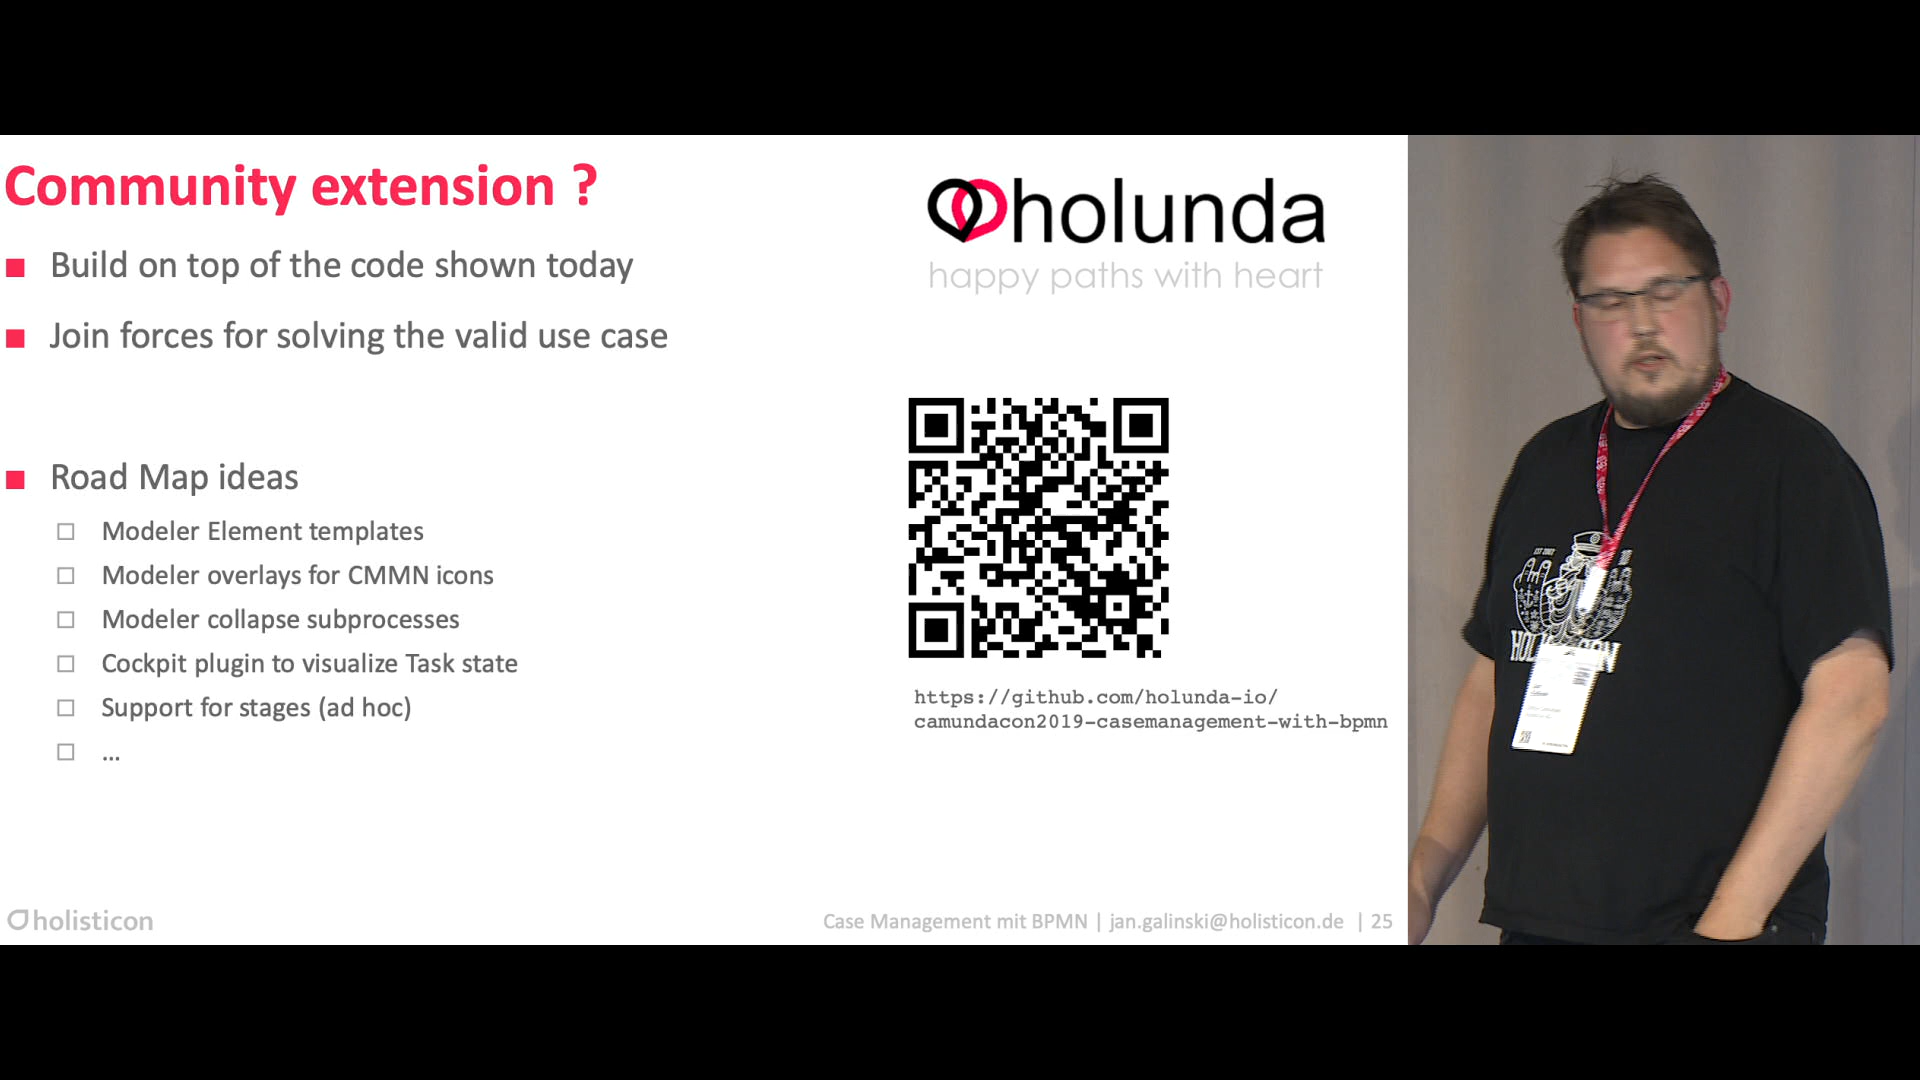 Community extension ?
■ Build on top of the code shown today
■ Join forces for solving the valid use case
■ Road Map ideas
□ Modeler Element templates
□ Modeler overlays for CMMN icons
□ Modeler collapse subprocesses
□ Cockpit plugin to visualize Task state
□ Support for stages (ad hoc)
□ ...
holunda
happy paths with heart
https://github.com/holunda-io/
camundacon2019-casemanagement-with-bpmn
holisticon
Case Management mit BPMN | jan.galinski@holisticon.de | 25